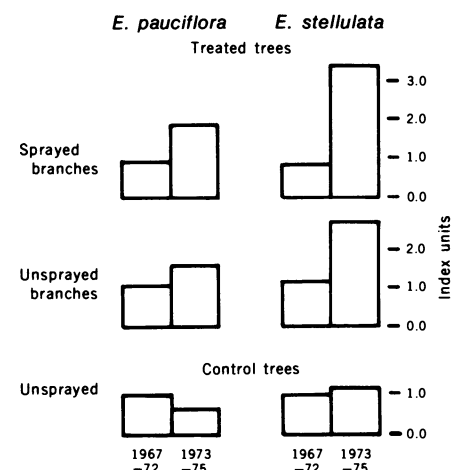 E. pauciflora E. stellulata
Treated trees
3.0
2.0
Sprayed
branches
1.0
0.0
Unsprayed
branches
2.0
1.0
0.0
Index units
Control trees
Unsprayed
1.0
0.0
1967 1973 1967 1973
–72 –75 –72 –75